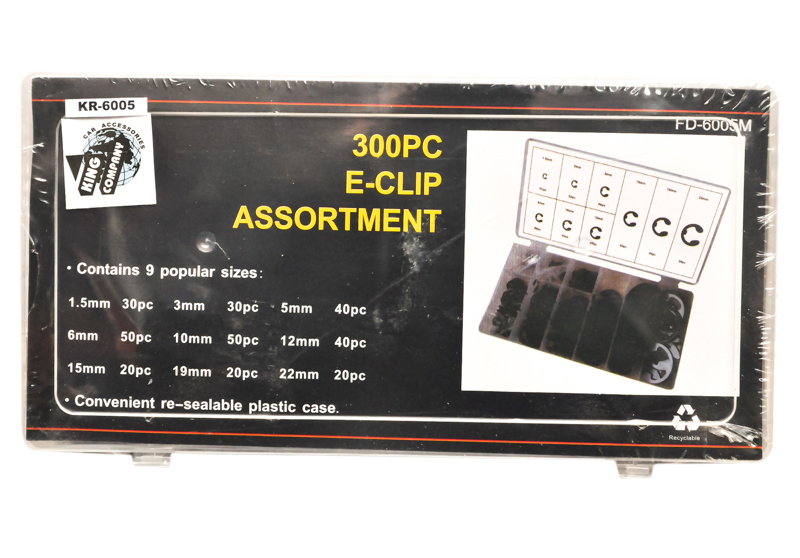 KR-6005
CAR ACCESSORIES
KING
COMPANY
FD-6005M
300PC
E-CLIP
ASSORTMENT
• Contains 9 popular sizes:
1.5mm 30pc 3mm 30pc 5mm 40pc
6mm 50pc 10mm 50pc 12mm 40pc
15mm 20pc 19mm 20pc 22mm 20pc
• Convenient re-sealable plastic case.
Recyclable